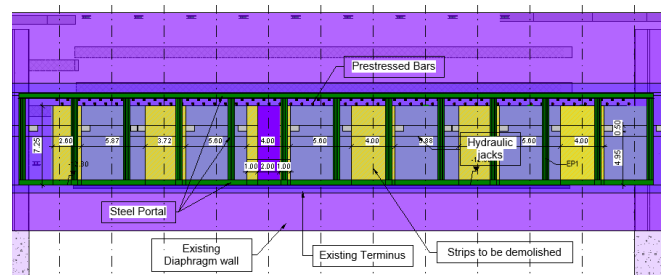 Prestressed Bars
7.25
2.60
5.87
3.72
5.60
4.00
5.60
4.00
5.60
4.00
0.50
4.95
Hydraulic
jacks
1.00
2.00
1.00
EP1
Steel Portal
Existing
Diaphragm wall
Existing Terminus
Strips to be demolished